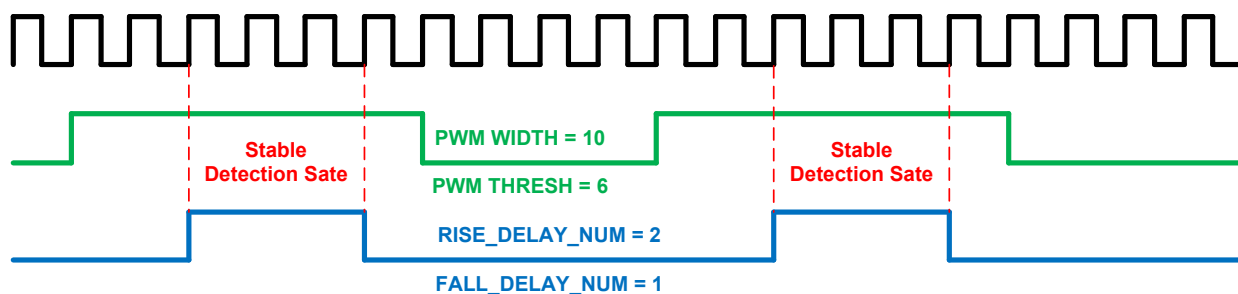 PWM WIDTH = 10
Stable
Detection Sate
Stable
Detection Sate
PWM THRESH = 6
RISE_DELAY_NUM = 2
FALL_DELAY_NUM = 1